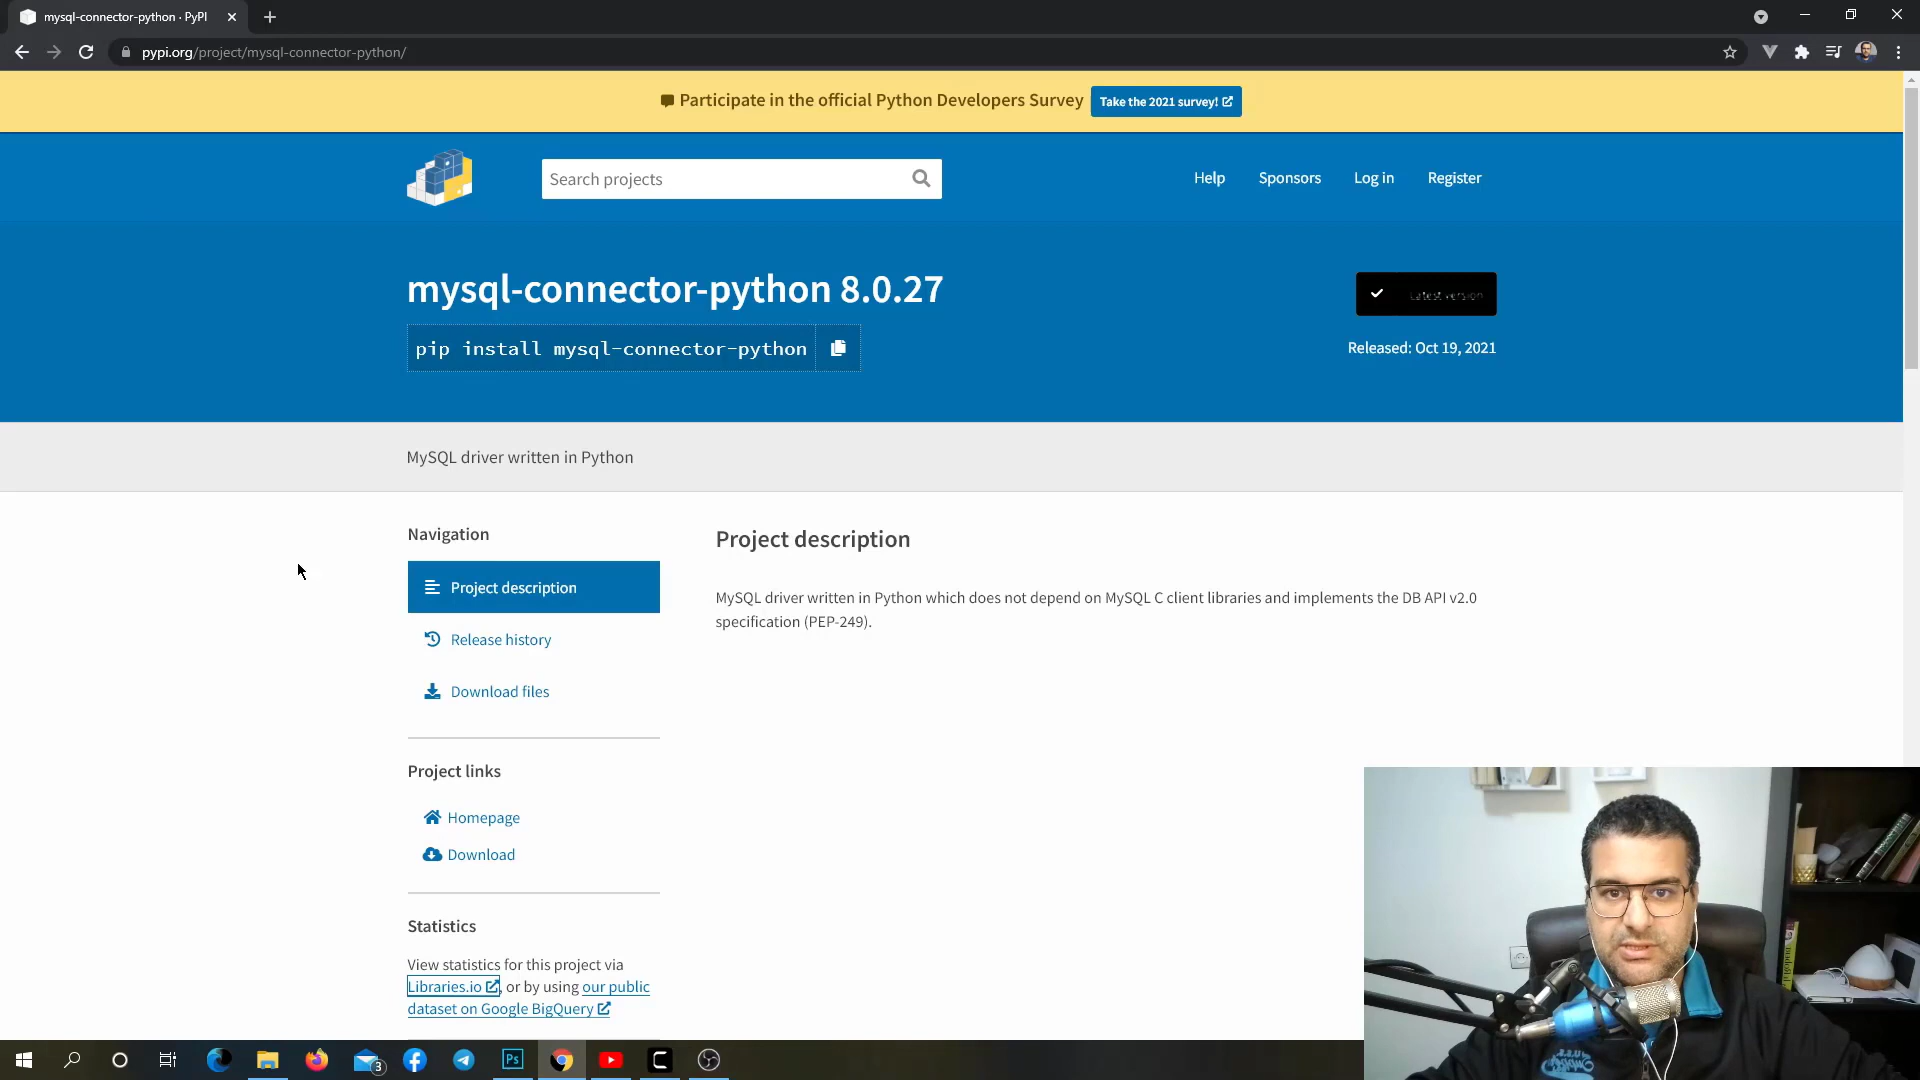 mysql-connector-python · PyPI
pypi.org/project/mysql-connector-python/
Participate in the official Python Developers Survey
Take the 2021 survey!
Search projects
Help
Sponsors
Log in
Register
mysql-connector-python 8.0.27
pip install mysql-connector-python
Latest version
Released: Oct 19, 2021
MySQL driver written in Python
Navigation
Project description
Release history
Download files
Project links
Homepage
Download
Statistics
View statistics for this project via
Libraries.io, or by using our public
dataset on Google BigQuery
Project description
MySQL driver written in Python which does not depend on MySQL C client libraries and implements the DB API v2.0
specification (PEP-249).
3
Ps